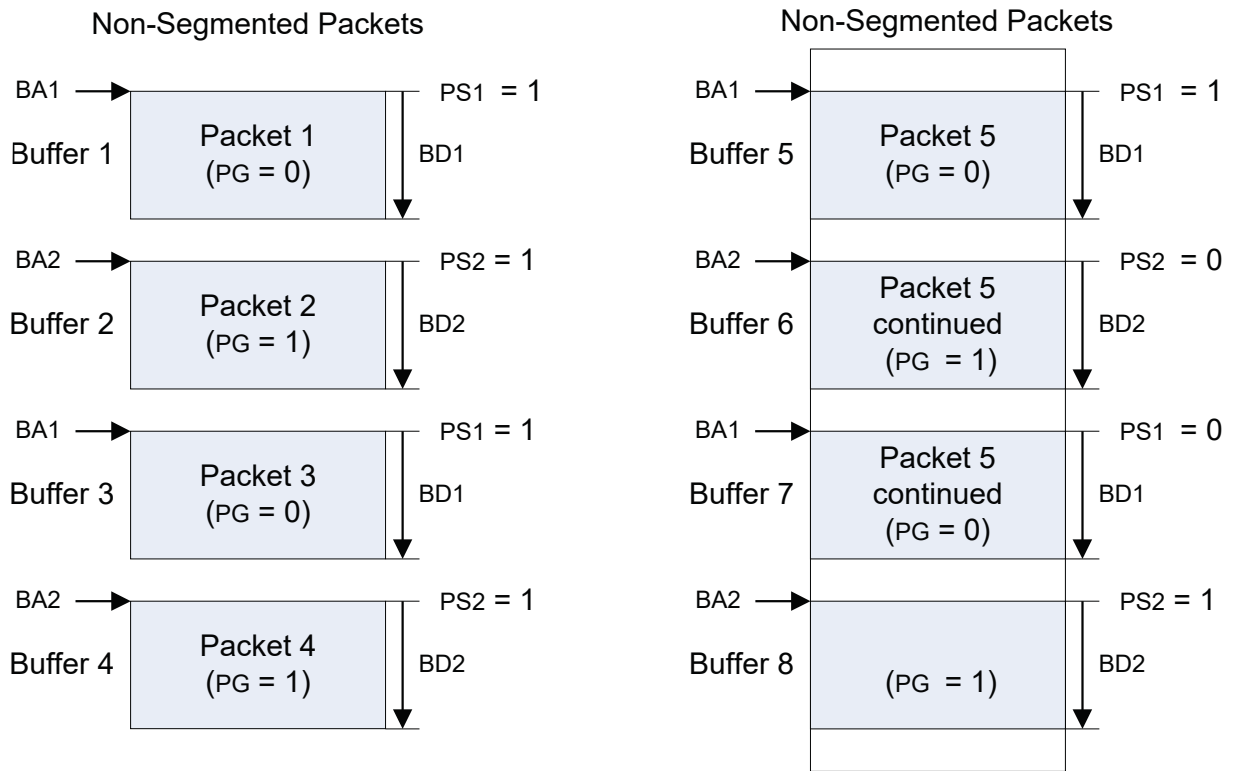 Non-Segmented Packets
BA1
Buffer 1
Packet 1
(PG = 0)
PS1 = 1
BD1
BA2
Buffer 2
Packet 2
(PG = 1)
PS2 = 1
BD2
BA1
Buffer 3
Packet 3
(PG = 0)
PS1 = 1
BD1
BA2
Buffer 4
Packet 4
(PG = 1)
PS2 = 1
BD2
Non-Segmented Packets
BA1
Buffer 5
Packet 5
(PG = 0)
PS1 = 1
BD1
BA2
Buffer 6
Packet 5
continued
(PG = 1)
PS2 = 0
BD2
BA1
Buffer 7
Packet 5
continued
(PG = 0)
PS1 = 0
BD1
BA2
Buffer 8
(PG = 1)
PS2 = 1
BD2